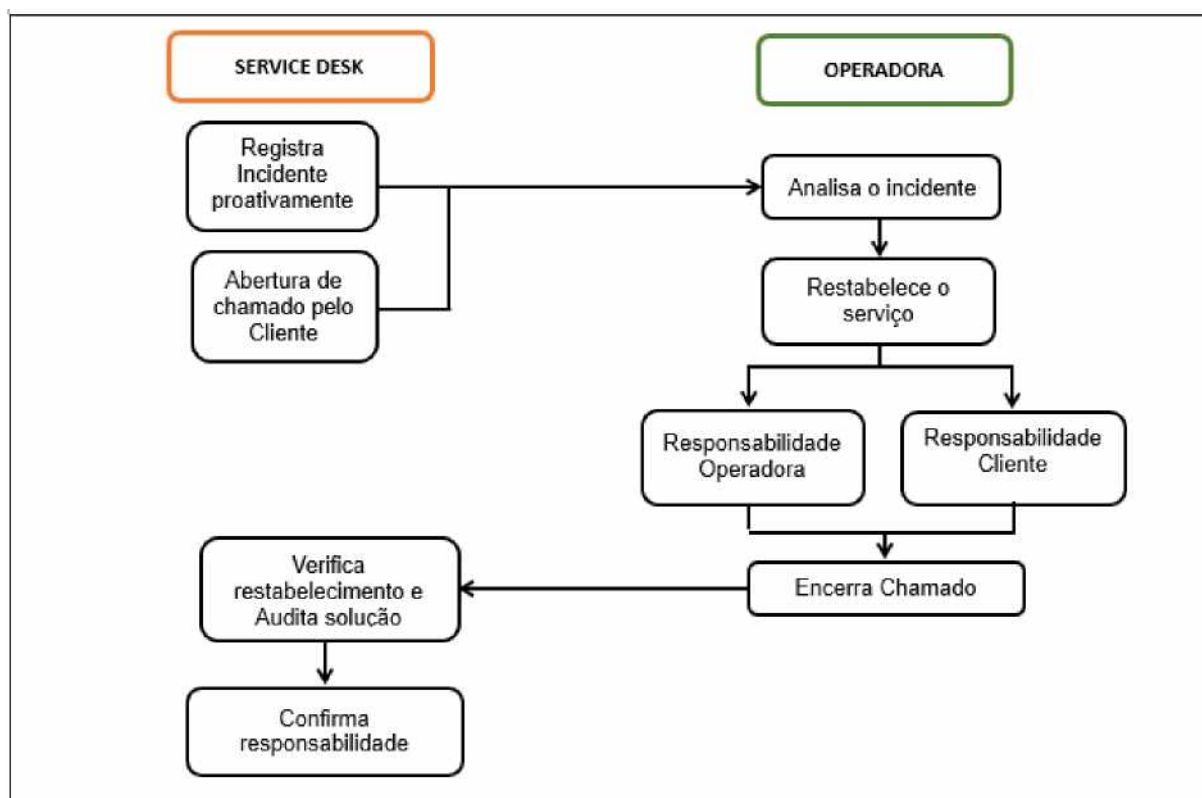 SERVICE DESK
OPERADORA
Registra
Incidente
proativamente
Analisa o incidente
Abertura de
chamado pelo
Cliente
Restabelece o
serviço
Responsabilidade
Operadora
Responsabilidade
Cliente
Verifica
restabelecimento e
Audita solução
Encerra Chamado
Confirma
responsabilidade